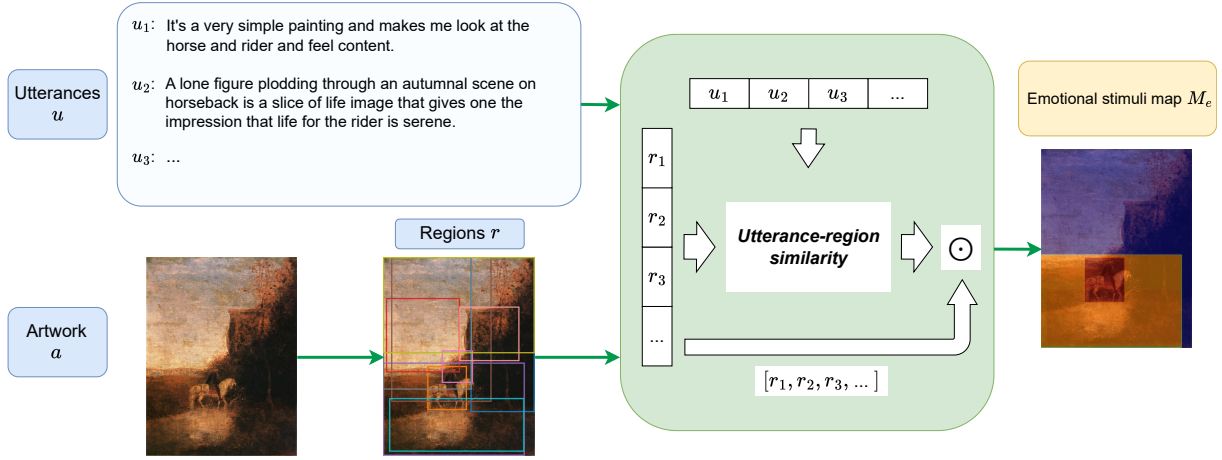 Utterances
u
u₁: It's a very simple painting and makes me look at the
horse and rider and feel content.
u₂: A lone figure plodding through an autumnal scene on
horseback is a slice of life image that gives one the
impression that life for the rider is serene.
u₃: ...
Artwork
a
Regions r
u₁ u₂ u₃ ...
r₁
r₂
r₃
...
Utterance-region
similarity
⊙
[r₁, r₂, r₃, ... ]
Emotional stimuli map Mₑ